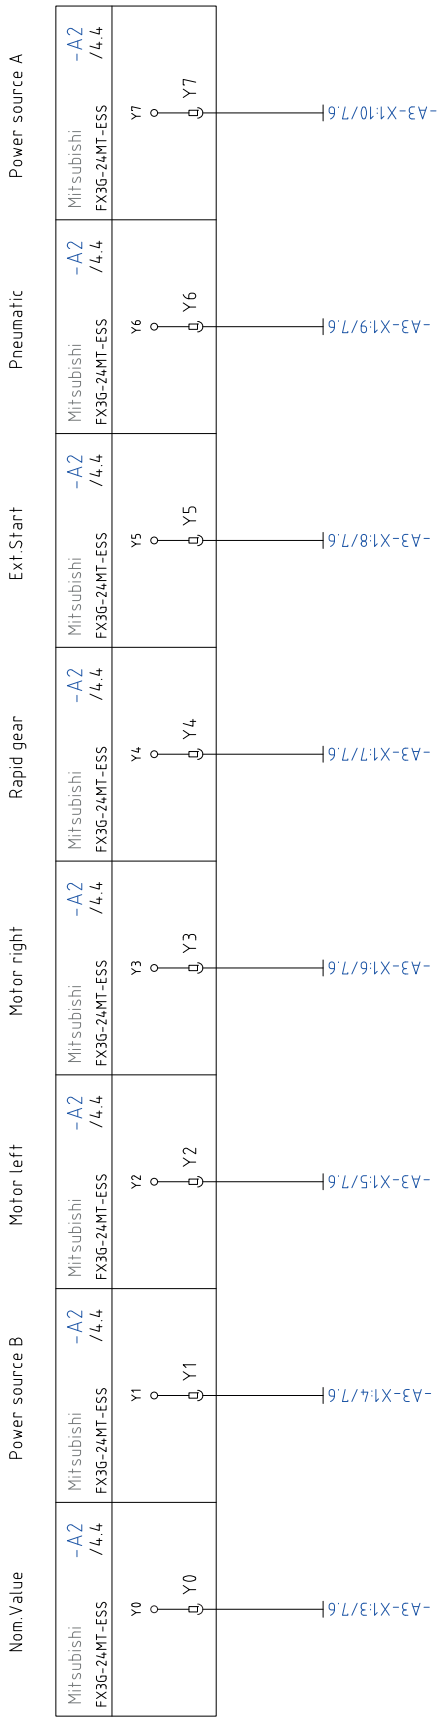 Power source A
-A2
/4.4
Mitsubishi
FX3G-24MT-ESS
Y7
Y7
-A3-X1:10/7.6
Pneumatic
-A2
/4.4
Mitsubishi
FX3G-24MT-ESS
Y6
Y6
-A3-X1:9/7.6
Ext.Start
-A2
/4.4
Mitsubishi
FX3G-24MT-ESS
Y5
Y5
-A3-X1:8/7.6
Rapid gear
-A2
/4.4
Mitsubishi
FX3G-24MT-ESS
Y4
Y4
-A3-X1:7/7.6
Motor right
-A2
/4.4
Mitsubishi
FX3G-24MT-ESS
Y3
Y3
-A3-X1:6/7.6
Motor left
-A2
/4.4
Mitsubishi
FX3G-24MT-ESS
Y2
Y2
-A3-X1:5/7.6
Power source B
-A2
/4.4
Mitsubishi
FX3G-24MT-ESS
Y1
Y1
-A3-X1:4/7.6
Nom.Value
-A2
/4.4
Mitsubishi
FX3G-24MT-ESS
Y0
Y0
-A3-X1:3/7.6